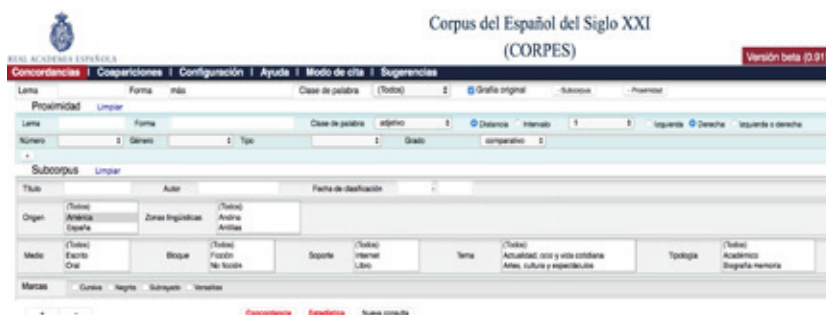 Corpus del Español del Siglo XXI
(CORPES)
REAL ACADEMIA ESPAÑOLA
Versión beta (0.91
Concordancias | Coapariciones | Configuración | Ayuda | Modo de cita | Sugerencias
Lema Forma más Clase de palabra (Todos) Grafía original - Subcorpus - Proximidad
Proximidad Limpiar
Lema Forma Clase de palabra adjetivo Distancia Intervalo Izquierda Derecha Izquierda o derecha
Número Género Tipo Grado comparativo
+
Subcorpus Limpiar
Título Autor Fecha de clasificación -
(Todos) (Todos)
Origen América Zonas lingüísticas Andina
España Antillas
(Todos) (Todos) (Todos) (Todos) (Todos)
Medio Escrito Bloque Ficción Soporte Internet Tema Actualidad, ocio y vida cotidiana Tipología Académico
Oral No ficción Libro Artes, cultura y espectáculos Biografía memoria
Marcas Cursiva Negrita Subrayado Versalitas
Concordancia Estadística Nueva consulta